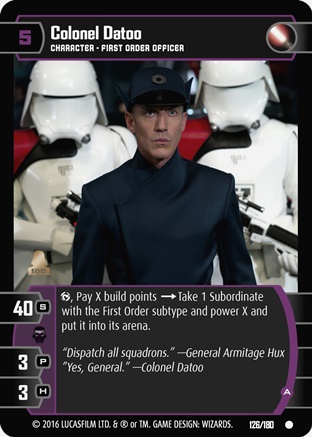 5
Colonel Datoo
CHARACTER - FIRST ORDER OFFICER
40 S
3 P
3 H
, Pay X build points → Take 1 Subordinate
with the First Order subtype and power X and
put it into its arena.
"Dispatch all squadrons." —General Armitage Hux
"Yes, General." —Colonel Datoo
A
© 2016 LUCASFILM LTD. & ® or TM. GAME DESIGN: WIZARDS.
126/180